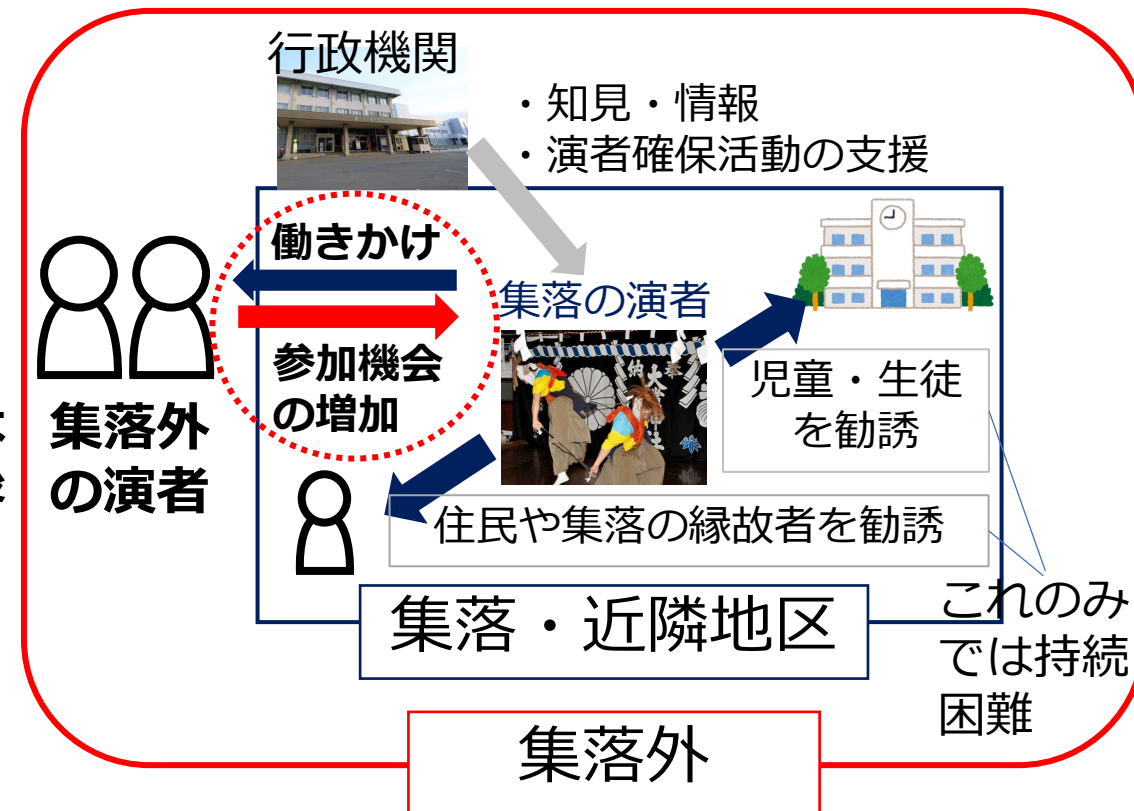 行政機関
・知見・情報
・演者確保活動の支援
働きかけ
集落の演者
参加機会
の増加
児童・生徒
を勧誘
集落外
の演者
住民や集落の縁故者を勧誘
集落・近隣地区
これのみ
では持続
困難
集落外